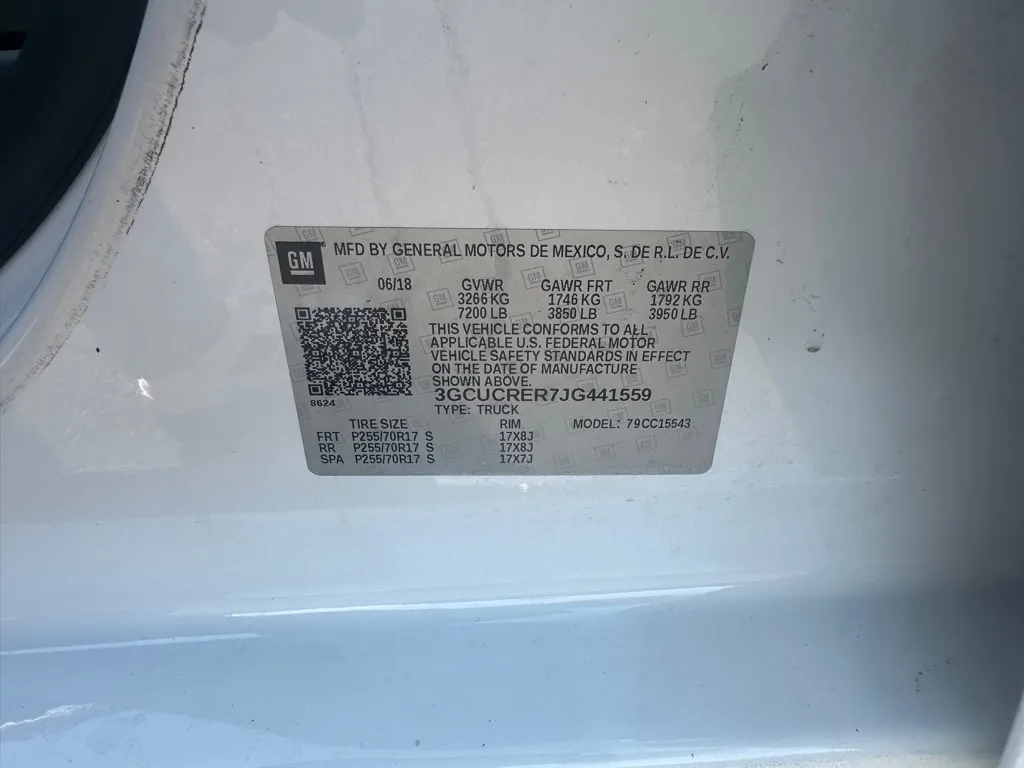 GM ® MFD BY GENERAL MOTORS DE MEXICO, S. DE R.L. DE C.V.
06/18 GVWR GAWR FRT GAWR RR
3266 KG 1746 KG 1792 KG
7200 LB 3850 LB 3950 LB
THIS VEHICLE CONFORMS TO ALL
APPLICABLE U.S. FEDERAL MOTOR
VEHICLE SAFETY STANDARDS IN EFFECT
ON THE DATE OF MANUFACTURE
SHOWN ABOVE.
8624 3GCUCRER7JG441559
TYPE: TRUCK
TIRE SIZE RIM MODEL: 79CC15543
FRT P255/70R17 S 17X8J
RR P255/70R17 S 17X8J
SPA P255/70R17 S 17X7J